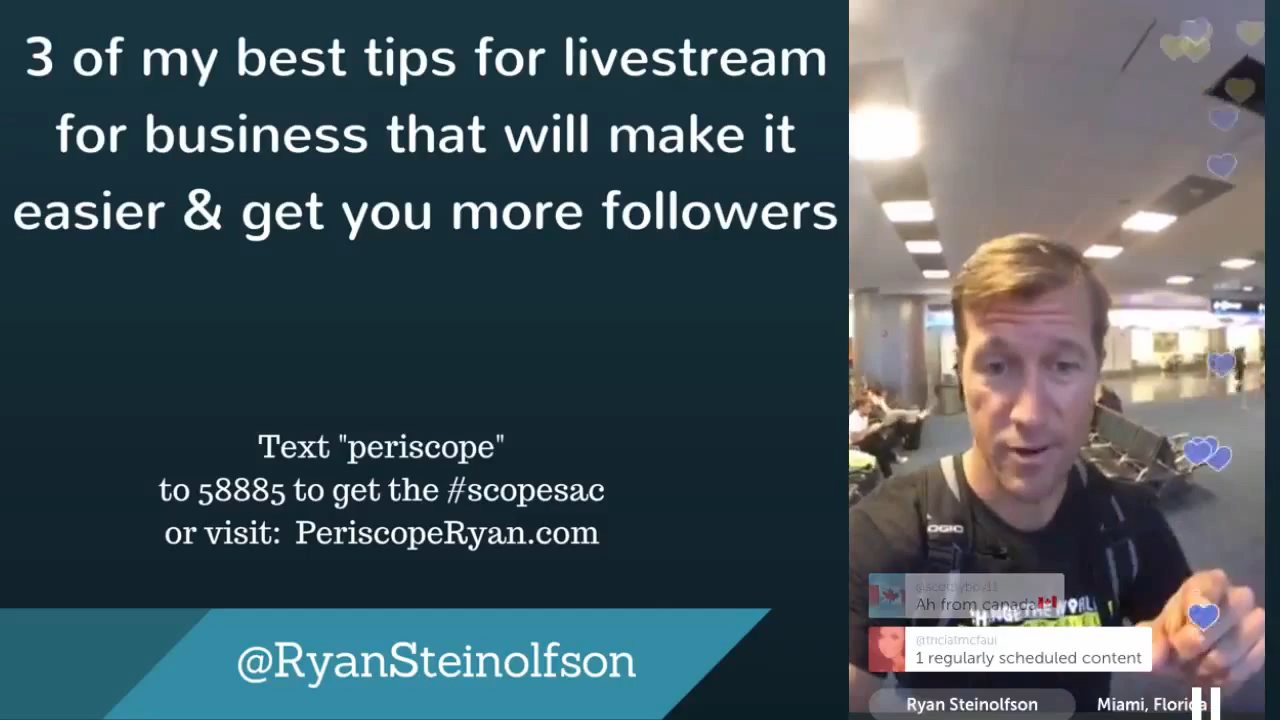 3 of my best tips for livestream
for business that will make it
easier & get you more followers
Text "periscope"
to 58885 to get the #scopesac
or visit: PeriscopeRyan.com
@RyanSteinolfson
OGIC
Ah from canada
@triciatmcfaul
1 regularly scheduled content
Ryan Steinolfson
Miami, Florida